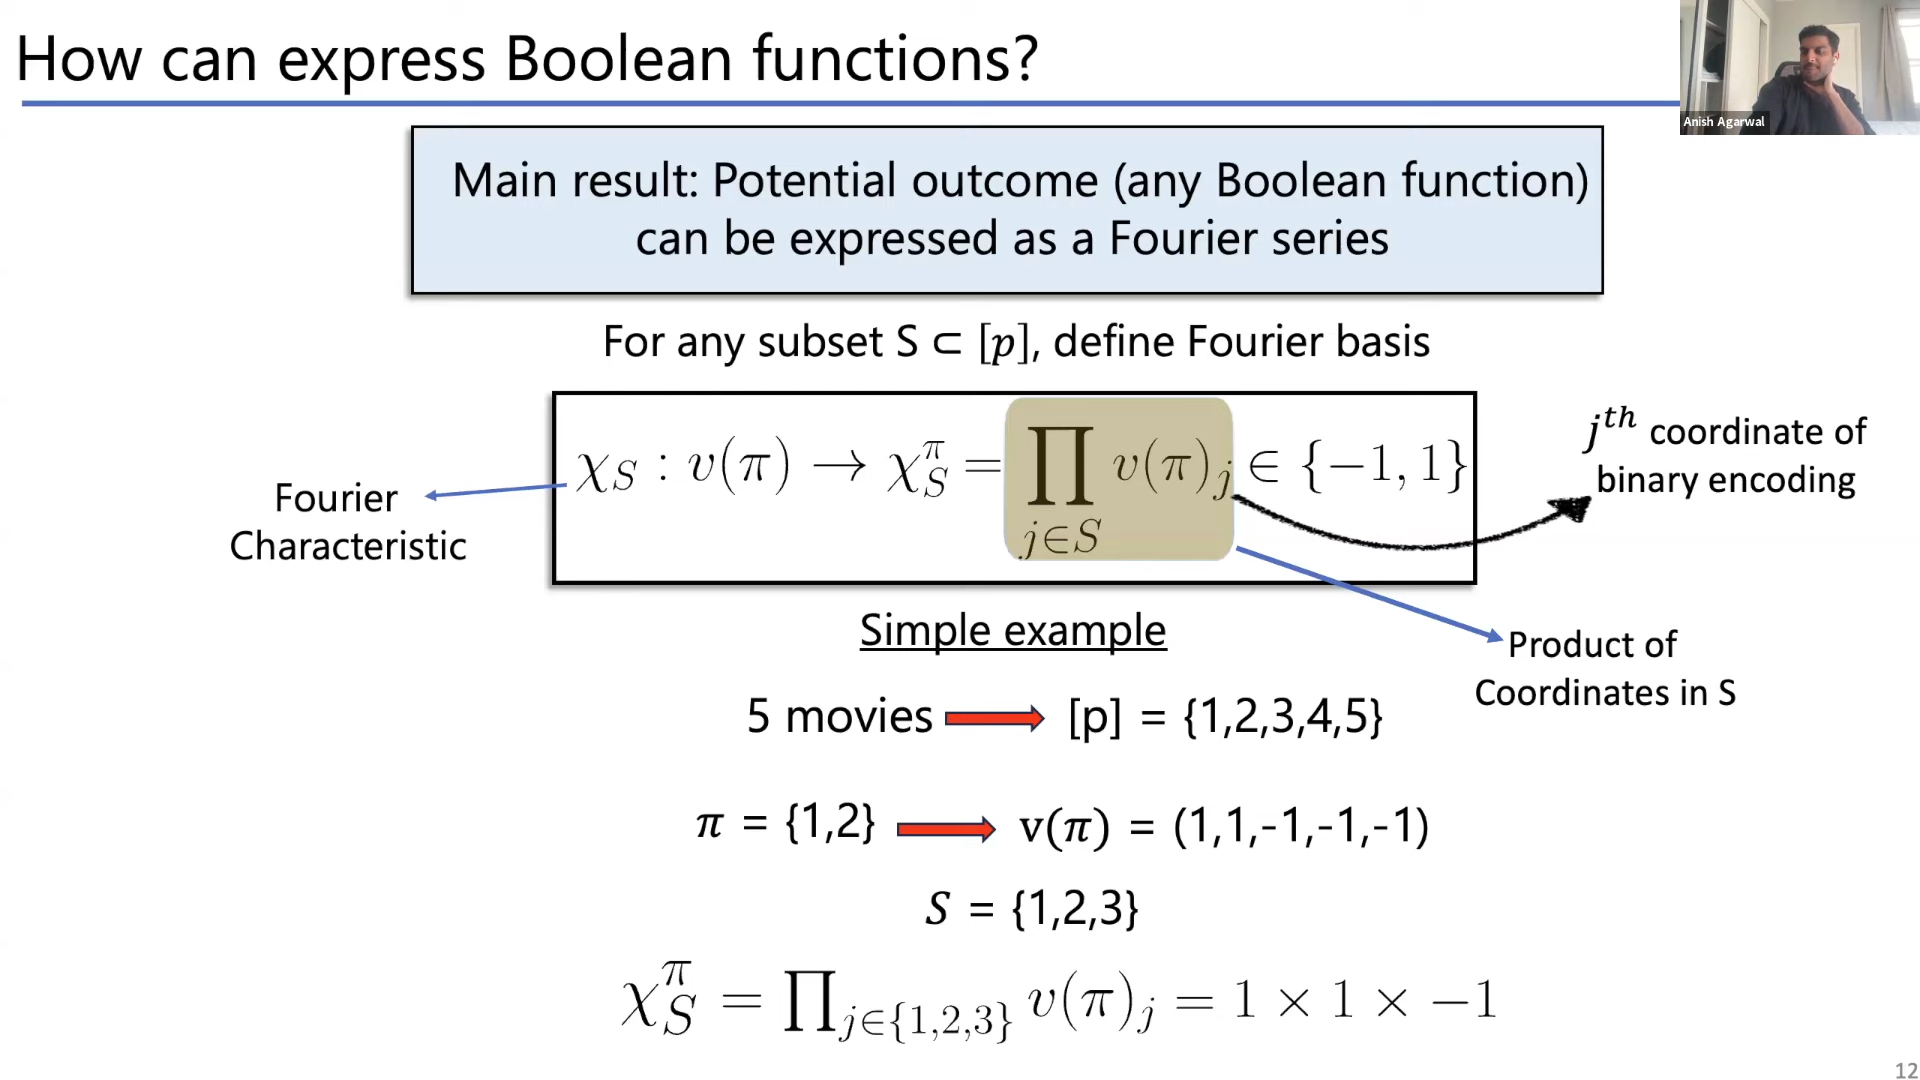 How can express Boolean functions?
Anish Agarwal
Main result: Potential outcome (any Boolean function)
can be expressed as a Fourier series
For any subset S ⊂ [p], define Fourier basis
χ_S : v(π) → χ_S^π = ∏_{j∈S} v(π)_j ∈ {−1, 1}
j^{th} coordinate of
binary encoding
Fourier
Characteristic
Product of
Coordinates in S
Simple example
5 movies [p] = {1,2,3,4,5}
π = {1,2} v(π) = (1,1,-1,-1,-1)
S = {1,2,3}
χ_S^π = ∏_{j∈{1,2,3}} v(π)_j = 1 × 1 × −1
12